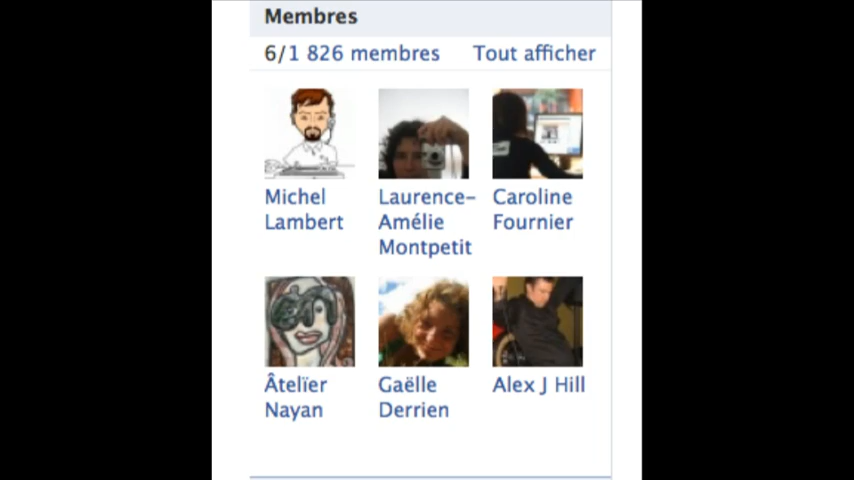 Membres
6/1 826 membres Tout afficher
Michel
Lambert
Laurence-
Amélie
Montpetit
Caroline
Fournier
Âtelïer
Nayan
Gaëlle
Derrien
Alex J Hill